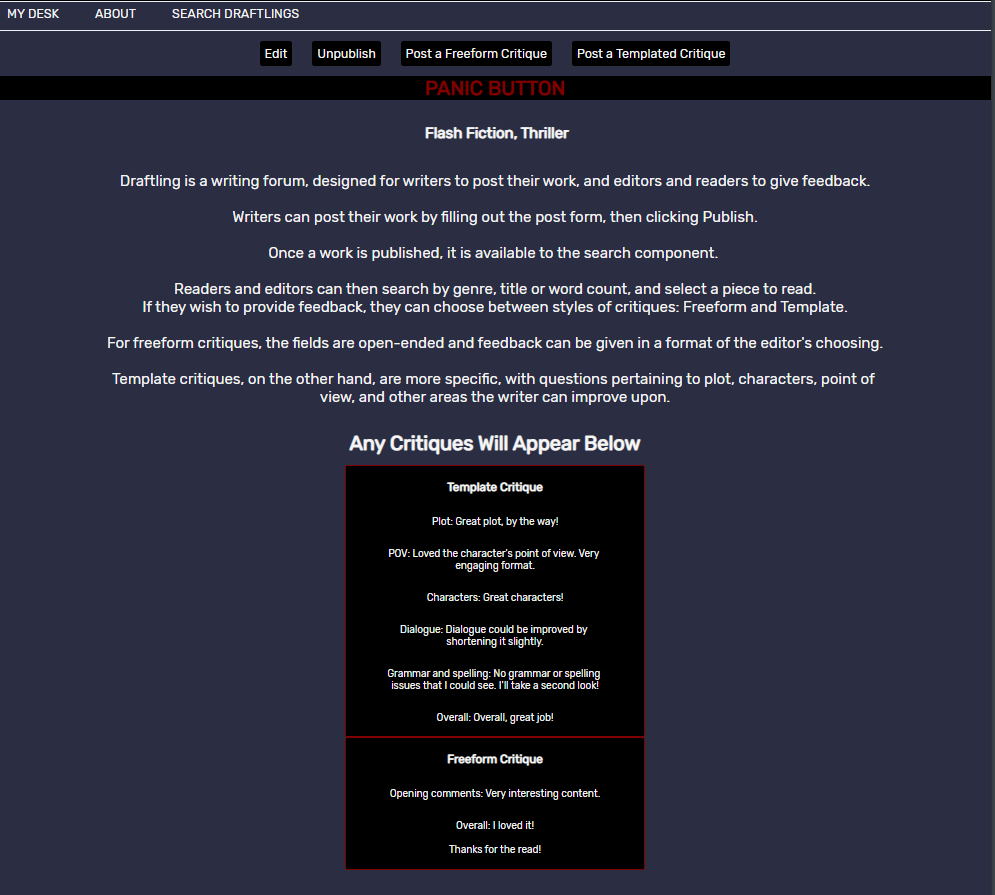 MY DESK ABOUT SEARCH DRAFTLINGS
Edit Unpublish Post a Freeform Critique Post a Templated Critique
PANIC BUTTON
Flash Fiction, Thriller
Draftling is a writing forum, designed for writers to post their work, and editors and readers to give feedback.
Writers can post their work by filling out the post form, then clicking Publish.
Once a work is published, it is available to the search component.
Readers and editors can then search by genre, title or word count, and select a piece to read.
If they wish to provide feedback, they can choose between styles of critiques: Freeform and Template.
For freeform critiques, the fields are open-ended and feedback can be given in a format of the editor's choosing.
Template critiques, on the other hand, are more specific, with questions pertaining to plot, characters, point of
view, and other areas the writer can improve upon.
Any Critiques Will Appear Below
Template Critique
Plot: Great plot, by the way!
POV: Loved the character's point of view. Very
engaging format.
Characters: Great characters!
Dialogue: Dialogue could be improved by
shortening it slightly.
Grammar and spelling: No grammar or spelling
issues that I could see. I'll take a second look!
Overall: Overall, great job!
Freeform Critique
Opening comments: Very interesting content.
Overall: I loved it!
Thanks for the read!